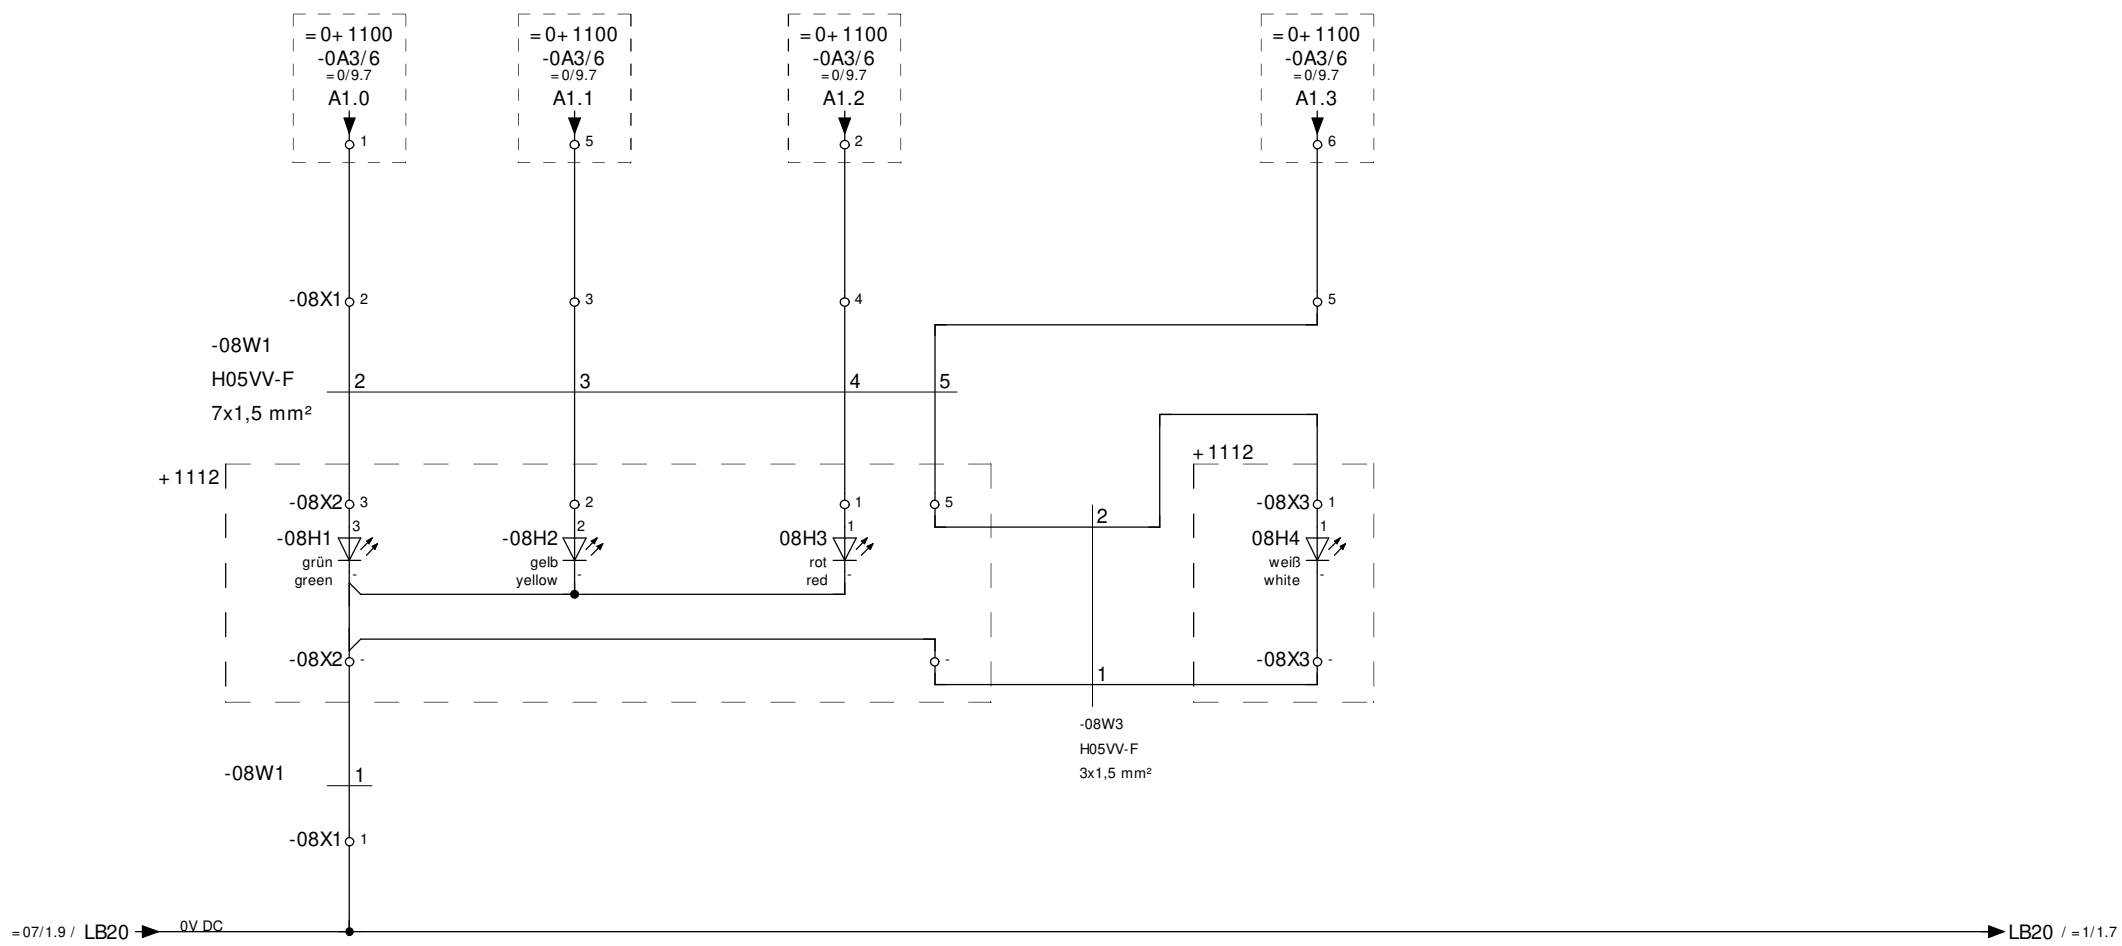 =0+1100 =0+1100 =0+1100 =0+1100
-0A3/6 -0A3/6 -0A3/6 -0A3/6
=0/9.7 =0/9.7 =0/9.7 =0/9.7
A1.0 A1.1 A1.2 A1.3
1 5 2 6
-08X1 2 3 4 5
-08W1
H05VV-F 2 3 4 5
7x1,5 mm²
+1112
+1112
-08X2 3 2 1 5 -08X3 1
2
3 2 1 1
-08H1 -08H2 08H3 08H4
grün gelb rot weiß
green yellow red white
- - - -
-08X2 - - -08X3 -
1
-08W3
H05VV-F
3x1,5 mm²
-08W1 1
-08X1 1
=07/1.9 / LB20 0V DC LB20 / =1/1.7